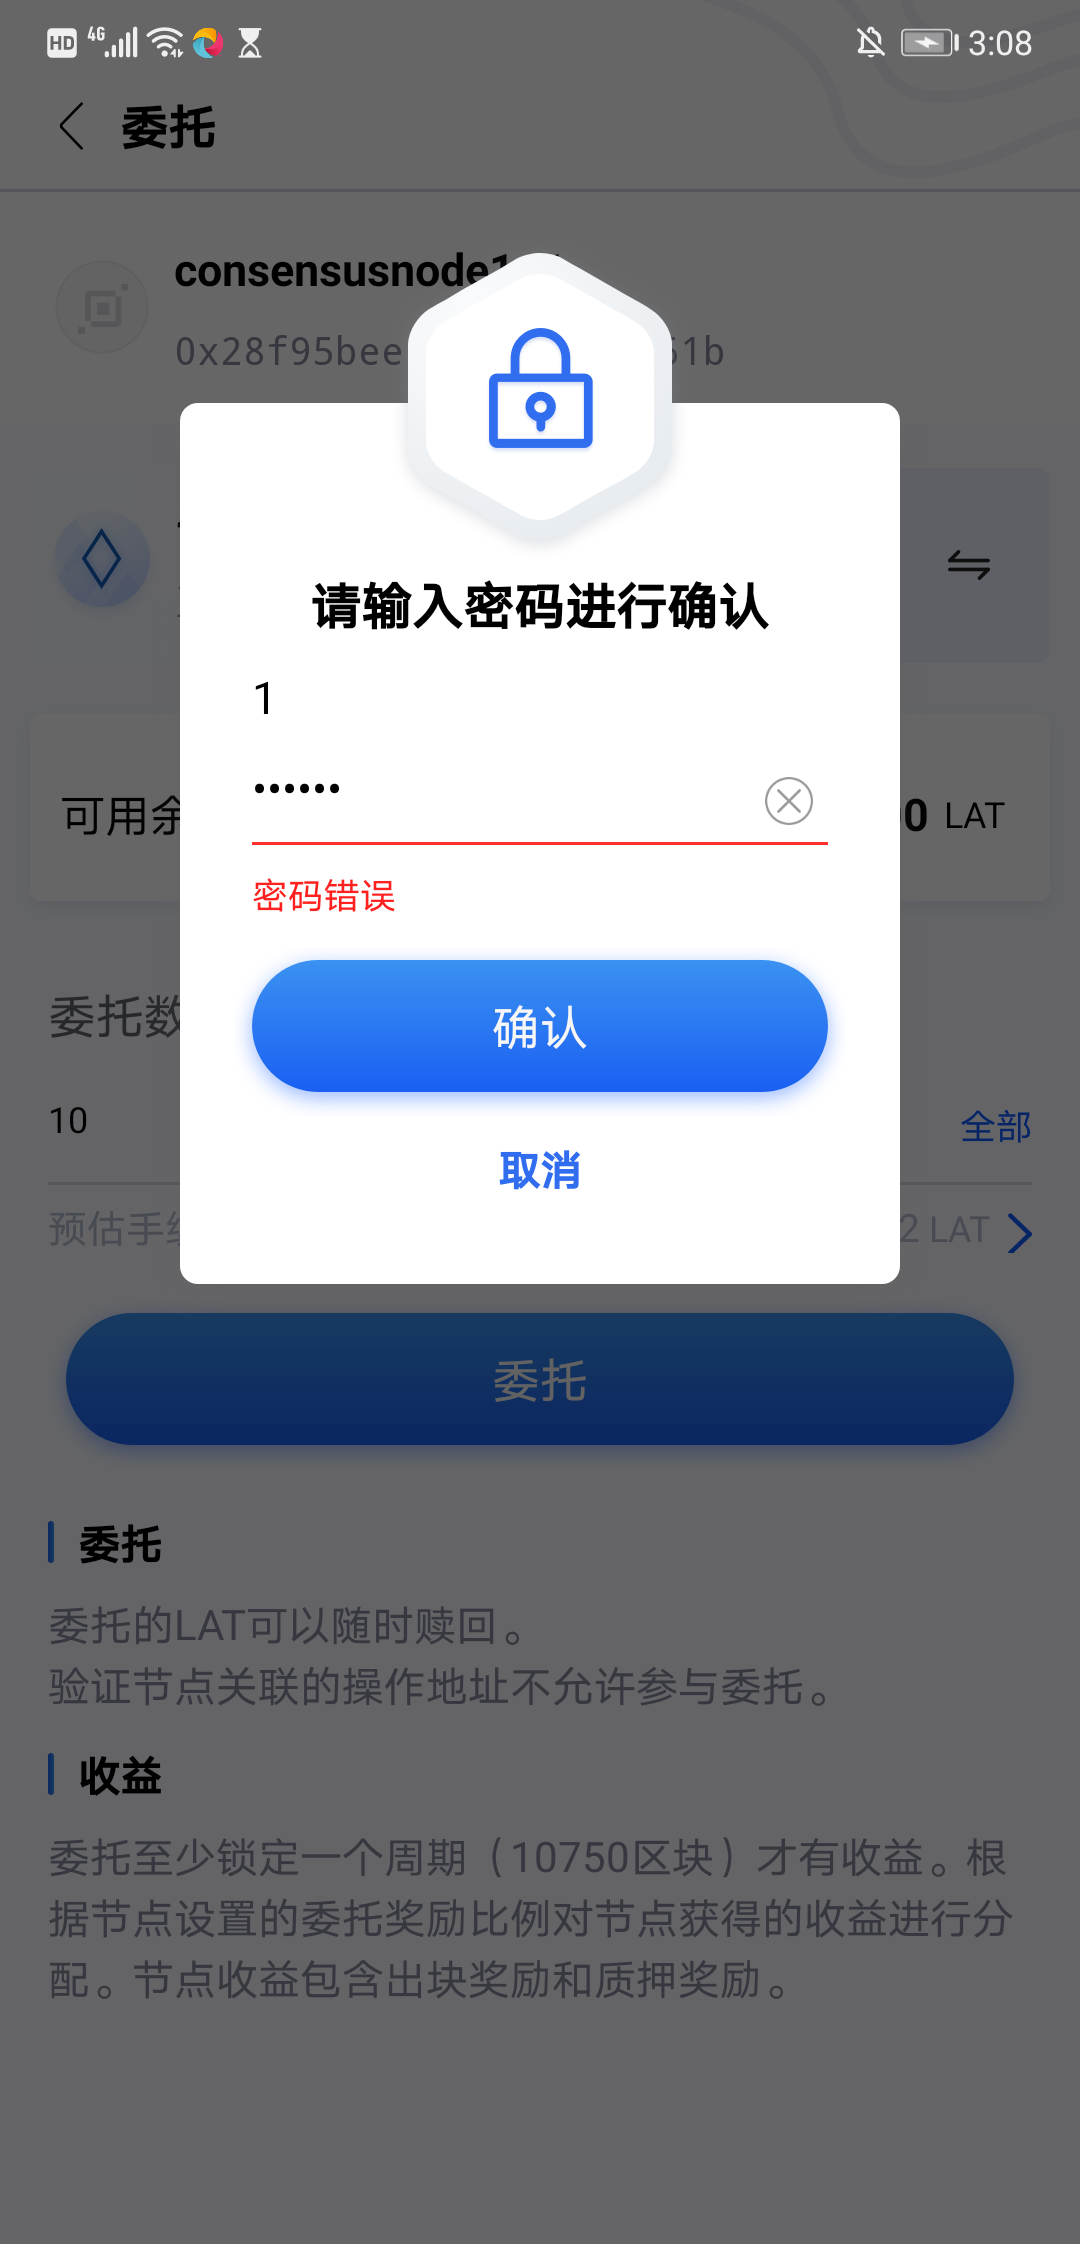 HD 4G 3:08
委托
consensusnode1
0x28f95bee 61b
请输入密码进行确认
1
••••••
可用余 00 LAT
密码错误
委托数
确认
10 全部
取消
预估手续 2 LAT
委托
委托
委托的LAT可以随时赎回。
验证节点关联的操作地址不允许参与委托。
收益
委托至少锁定一个周期（10750区块）才有收益。根
据节点设置的委托奖励比例对节点获得的收益进行分
配。节点收益包含出块奖励和质押奖励。